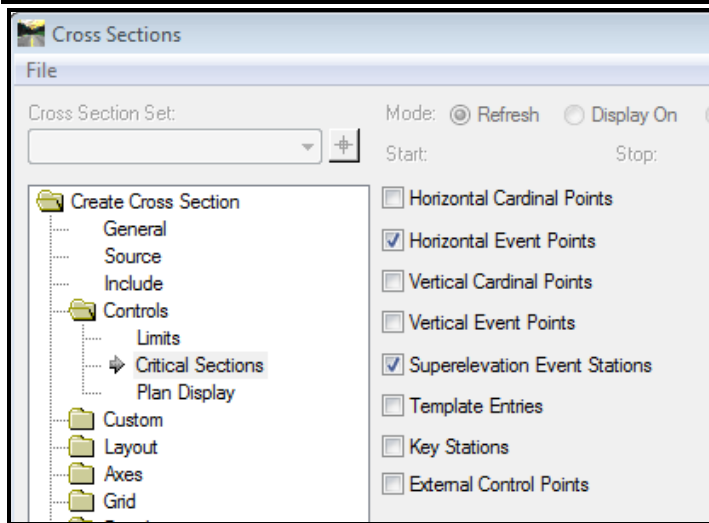 Cross Sections
File
Cross Section Set:
Mode: Refresh Display On
Start: Stop:
Create Cross Section
General
Source
Include
Controls
Limits
Critical Sections
Plan Display
Custom
Layout
Axes
Grid
Horizontal Cardinal Points
Horizontal Event Points
Vertical Cardinal Points
Vertical Event Points
Superelevation Event Stations
Template Entries
Key Stations
External Control Points